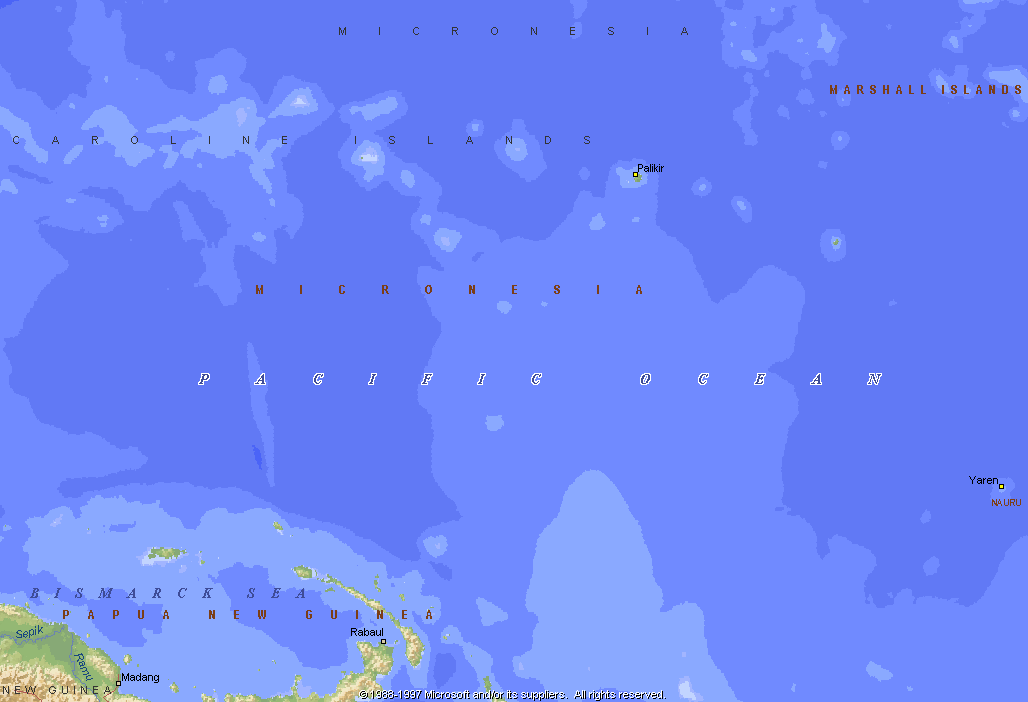 MICRONESIA
MARSHALL ISLANDS
CAROLINE ISLANDS
Palikir
MICRONESIA
PACIFIC OCEAN
Yaren
NAURU
BISMARCK SEA
PAPUA NEW GUINEA
Sepik
Rabaul
Ramu
Madang
NEW GUINEA
©1988-1997 Microsoft and/or its suppliers. All rights reserved.